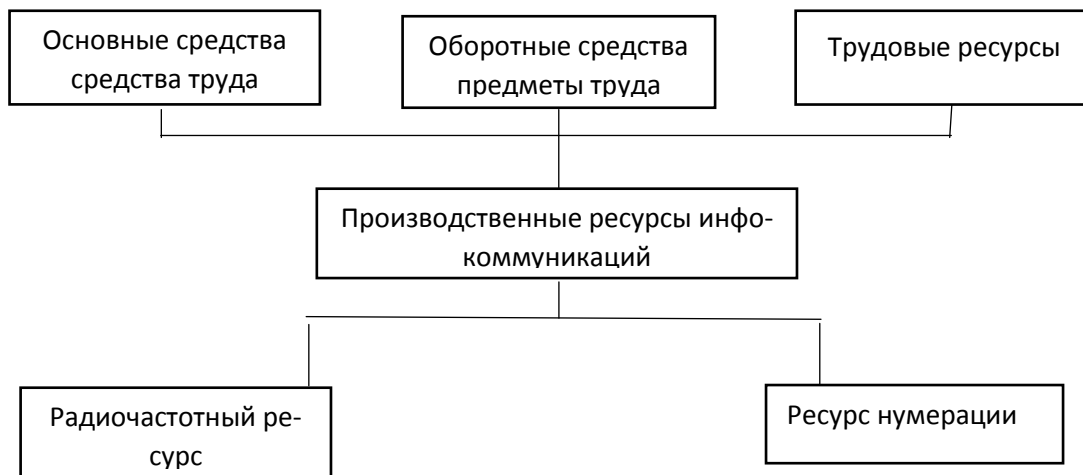 Основные средства
средства труда
Оборотные средства
предметы труда
Трудовые ресурсы
Производственные ресурсы инфо-
коммуникаций
Радиочастотный ре-
сурс
Ресурс нумерации